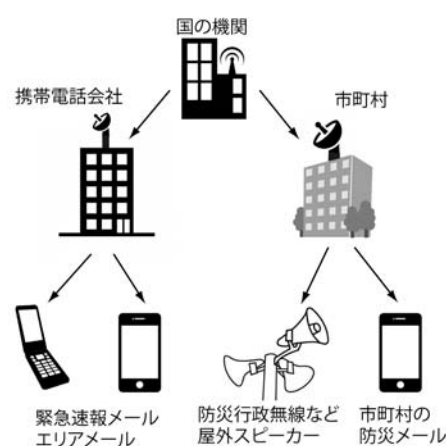 国の機関
携帯電話会社
市町村
緊急速報メール
エリアメール
防災行政無線など
屋外スピーカー
市町村の
防災メール